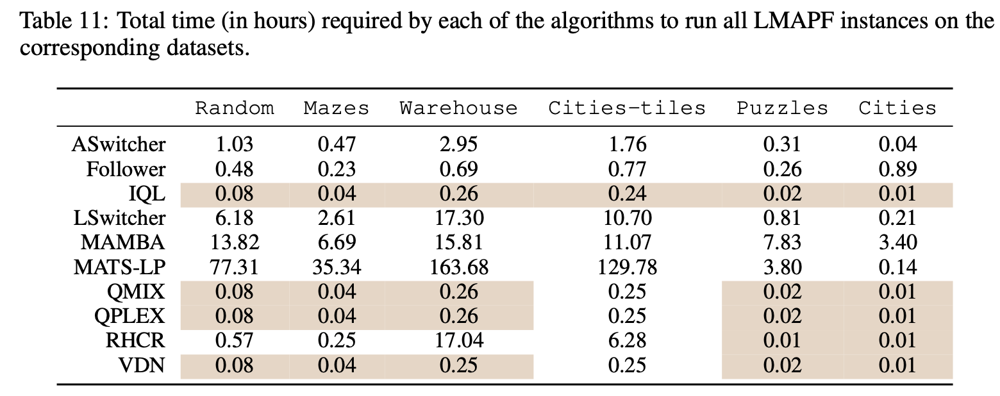 Table 11: Total time (in hours) required by each of the algorithms to run all LMAPF instances on the
corresponding datasets.
Random Mazes Warehouse Cities-tiles Puzzles Cities
ASwitcher 1.03 0.47 2.95 1.76 0.31 0.04
Follower 0.48 0.23 0.69 0.77 0.26 0.89
IQL 0.08 0.04 0.26 0.24 0.02 0.01
LSwitcher 6.18 2.61 17.30 10.70 0.81 0.21
MAMBA 13.82 6.69 15.81 11.07 7.83 3.40
MATS-LP 77.31 35.34 163.68 129.78 3.80 0.14
QMIX 0.08 0.04 0.26 0.25 0.02 0.01
QPLEX 0.08 0.04 0.26 0.25 0.02 0.01
RHCR 0.57 0.25 17.04 6.28 0.01 0.01
VDN 0.08 0.04 0.25 0.25 0.02 0.01